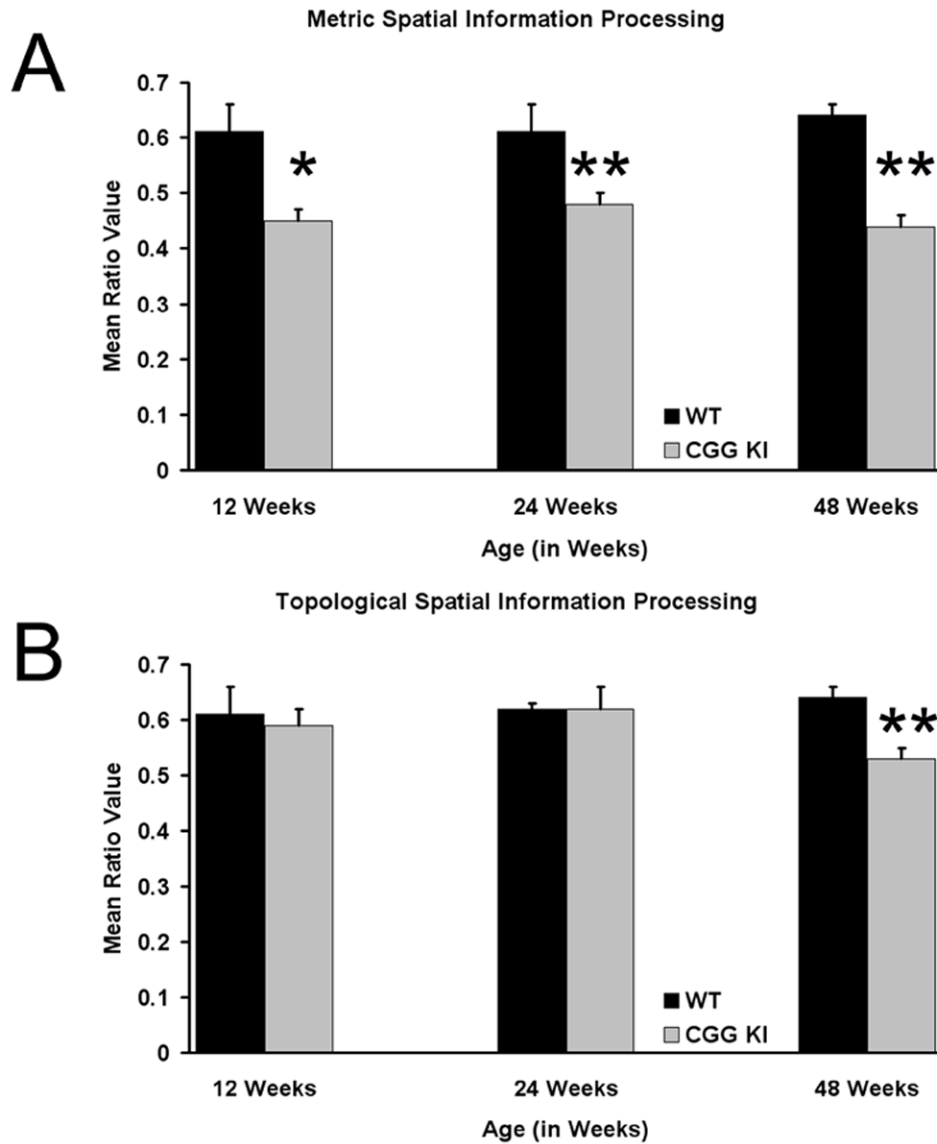 Metric Spatial Information Processing
A
0.7
0.6
0.5
0.4
0.3
0.2
0.1
0
Mean Ratio Value
*
**
**
WT
CGG KI
12 Weeks 24 Weeks 48 Weeks
Age (in Weeks)
Topological Spatial Information Processing
B
0.7
0.6
0.5
0.4
0.3
0.2
0.1
0
Mean Ratio Value
**
WT
CGG KI
12 Weeks 24 Weeks 48 Weeks
Age (in Weeks)